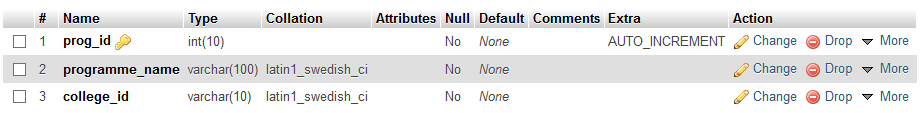 # Name Type Collation Attributes Null Default Comments Extra Action
1 prog_id int(10) No None AUTO_INCREMENT Change Drop More
2 programme_name varchar(100) latin1_swedish_ci No None Change Drop More
3 college_id varchar(10) latin1_swedish_ci No None Change Drop More